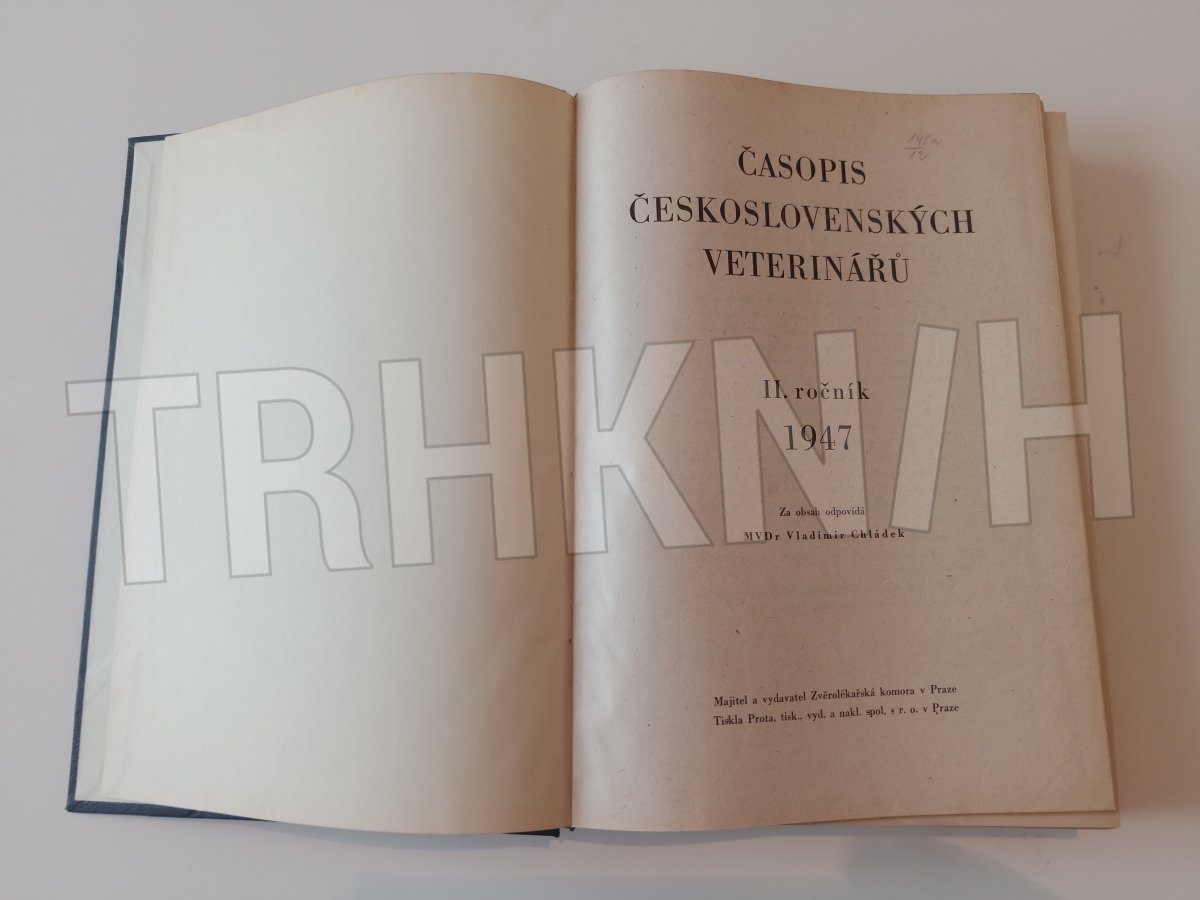 ČASOPIS
ČESKOSLOVENSKÝCH
VETERINÁŘŮ
II. ročník
1947
Za obsah odpovídá
MVDr Vladimír Chládek
Majitel a vydavatel Zvěrolékařská komora v Praze
Tiskla Prota, tisk., vyd. a nakl. spol. s r. o. v Praze
TRHKN/H